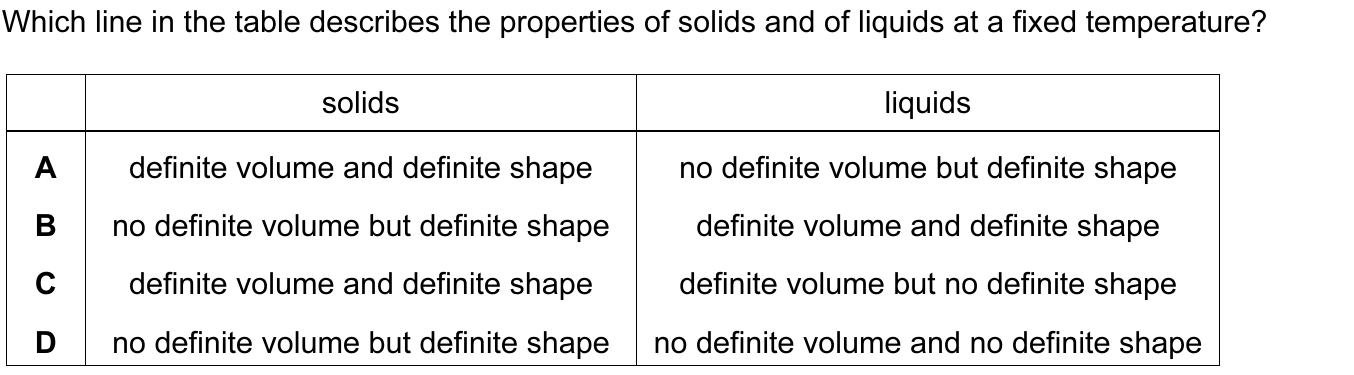 Which line in the table describes the properties of solids and of liquids at a fixed temperature?
solids liquids
A definite volume and definite shape no definite volume but definite shape
B no definite volume but definite shape definite volume and definite shape
C definite volume and definite shape definite volume but no definite shape
D no definite volume but definite shape no definite volume and no definite shape